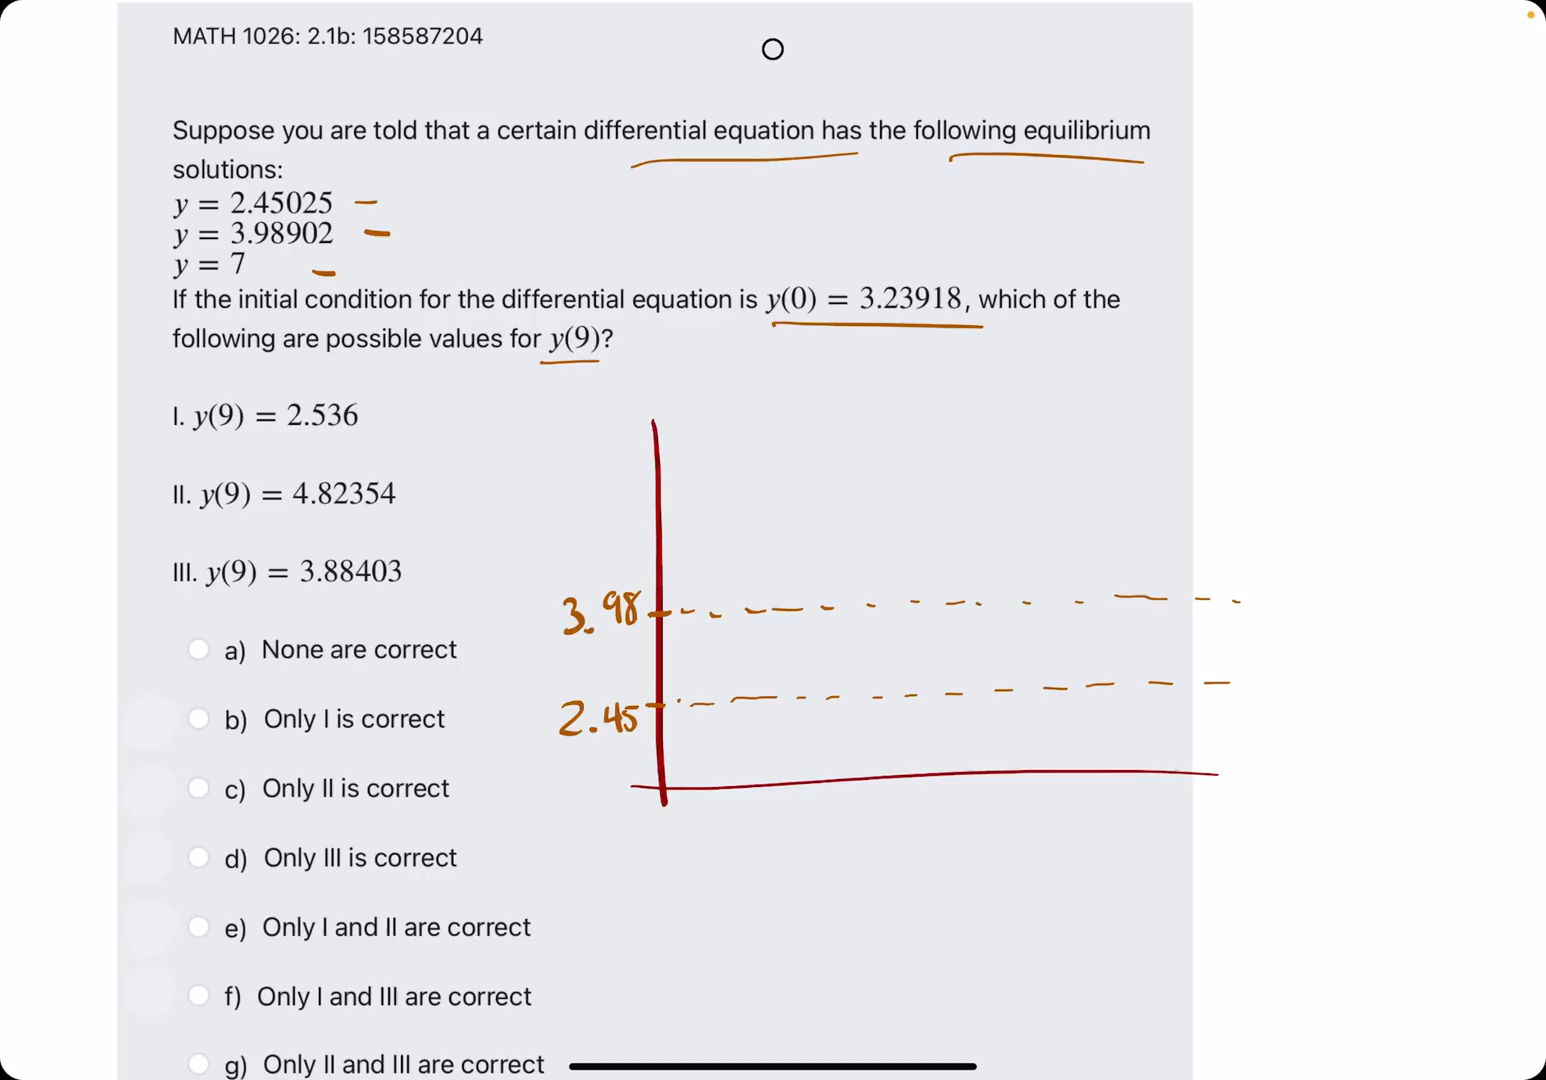 MATH 1026: 2.1b: 158587204
Suppose you are told that a certain differential equation has the following equilibrium
solutions:
y = 2.45025
y = 3.98902
y = 7
If the initial condition for the differential equation is y(0) = 3.23918, which of the
following are possible values for y(9)?
I. y(9) = 2.536
II. y(9) = 4.82354
III. y(9) = 3.88403
3.98
2.45
a) None are correct
b) Only I is correct
c) Only II is correct
d) Only III is correct
e) Only I and II are correct
f) Only I and III are correct
g) Only II and III are correct